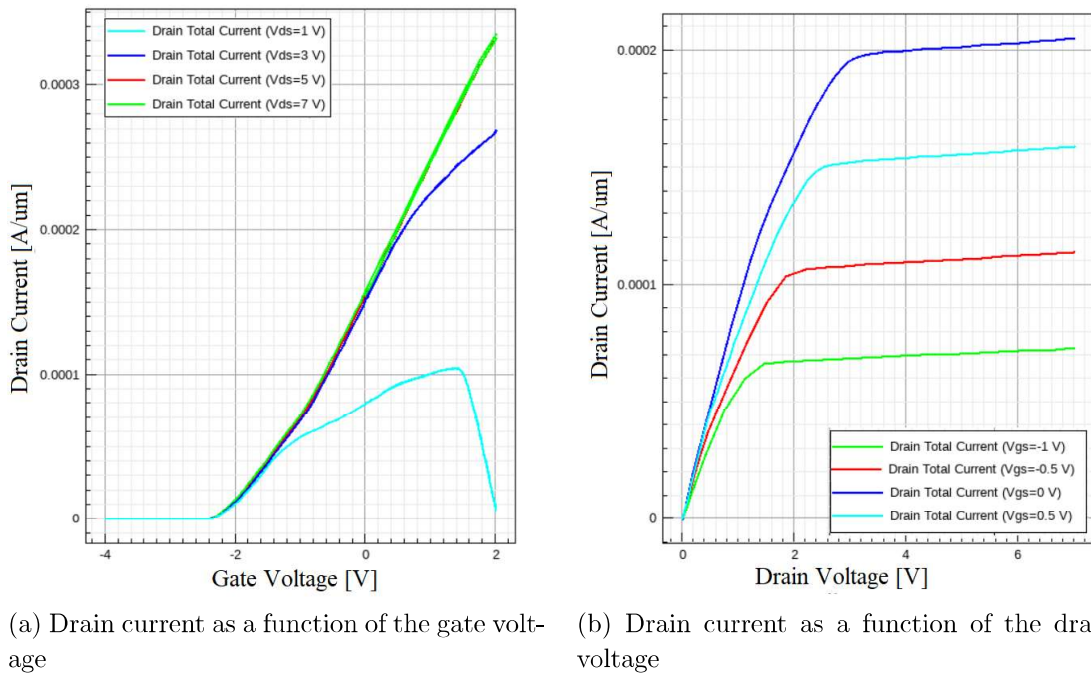 Drain Total Current (Vds=1 V)
Drain Total Current (Vds=3 V)
Drain Total Current (Vds=5 V)
Drain Total Current (Vds=7 V)
0.0003
0.0002
0.0001
0
Drain Current [A/um]
-4
-2
0
2
Gate Voltage [V]
(a) Drain current as a function of the gate volt-
age
0.0002
0.0001
0
Drain Current [A/um]
Drain Total Current (Vgs=-1 V)
Drain Total Current (Vgs=-0.5 V)
Drain Total Current (Vgs=0 V)
Drain Total Current (Vgs=0.5 V)
0
2
4
6
Drain Voltage [V]
(b) Drain current as a function of the dra
voltage